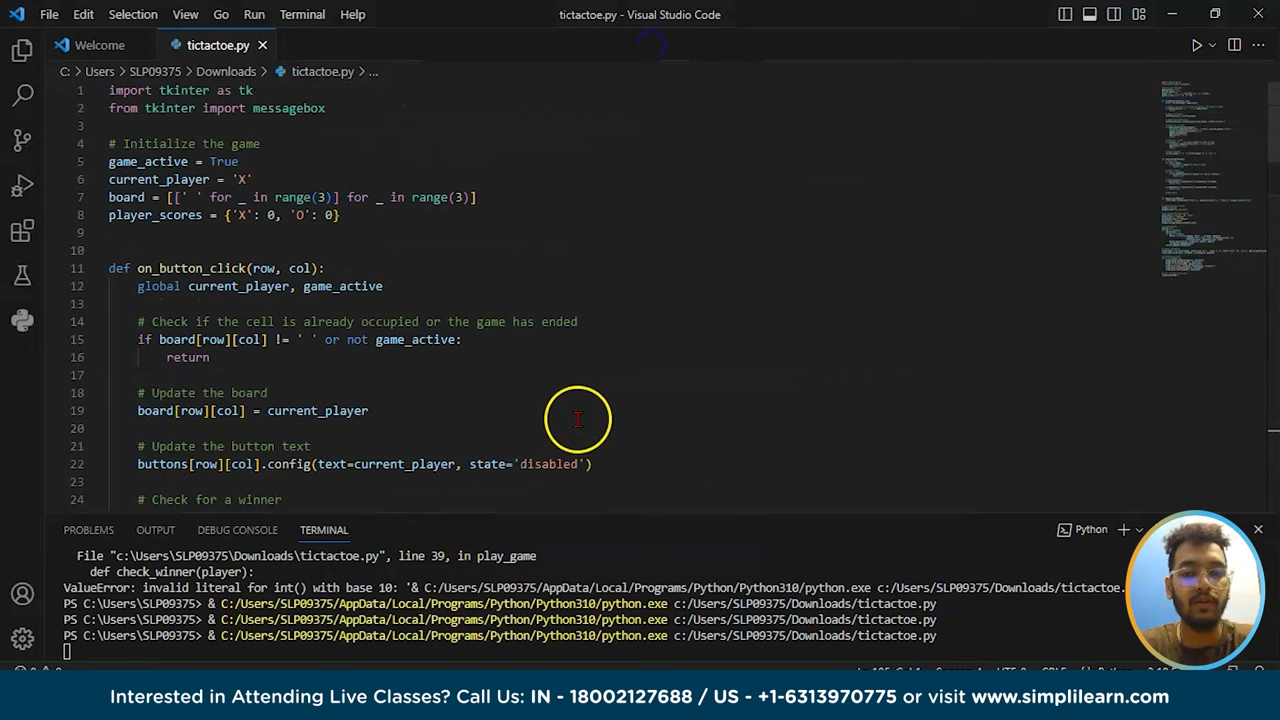 File Edit Selection View Go Run Terminal Help
tictactoe.py - Visual Studio Code
Welcome
tictactoe.py
C: > Users > SLP09375 > Downloads > tictactoe.py > ...
1 import tkinter as tk
2 from tkinter import messagebox
3
4 # Initialize the game
5 game_active = True
6 current_player = 'X'
7 board = [[' ' for _ in range(3)] for _ in range(3)]
8 player_scores = {'X': 0, 'O': 0}
9
10
11 def on_button_click(row, col):
12 global current_player, game_active
13
14 # Check if the cell is already occupied or the game has ended
15 if board[row][col] != ' ' or not game_active:
16 return
17
18 # Update the board
19 board[row][col] = current_player
20
21 # Update the button text
22 buttons[row][col].config(text=current_player, state='disabled')
23
24 # Check for a winner
PROBLEMS OUTPUT DEBUG CONSOLE TERMINAL
Python
File "c:\Users\SLP09375\Downloads\tictactoe.py", line 39, in play_game
def check_winner(player):
ValueError: invalid literal for int() with base 10: '& C:/Users/SLP09375/AppData/Local/Programs/Python/Python310/python.exe c:/Users/SLP09375/Downloads/tictactoe.
PS C:\Users\SLP09375> & C:/Users/SLP09375/AppData/Local/Programs/Python/Python310/python.exe c:/Users/SLP09375/Downloads/tictactoe.py
PS C:\Users\SLP09375> & C:/Users/SLP09375/AppData/Local/Programs/Python/Python310/python.exe c:/Users/SLP09375/Downloads/tictactoe.py
PS C:\Users\SLP09375> & C:/Users/SLP09375/AppData/Local/Programs/Python/Python310/python.exe c:/Users/SLP09375/Downloads/tictactoe.py
Interested in Attending Live Classes? Call Us: IN - 18002127688 / US - +1-6313970775 or visit www.simplilearn.com